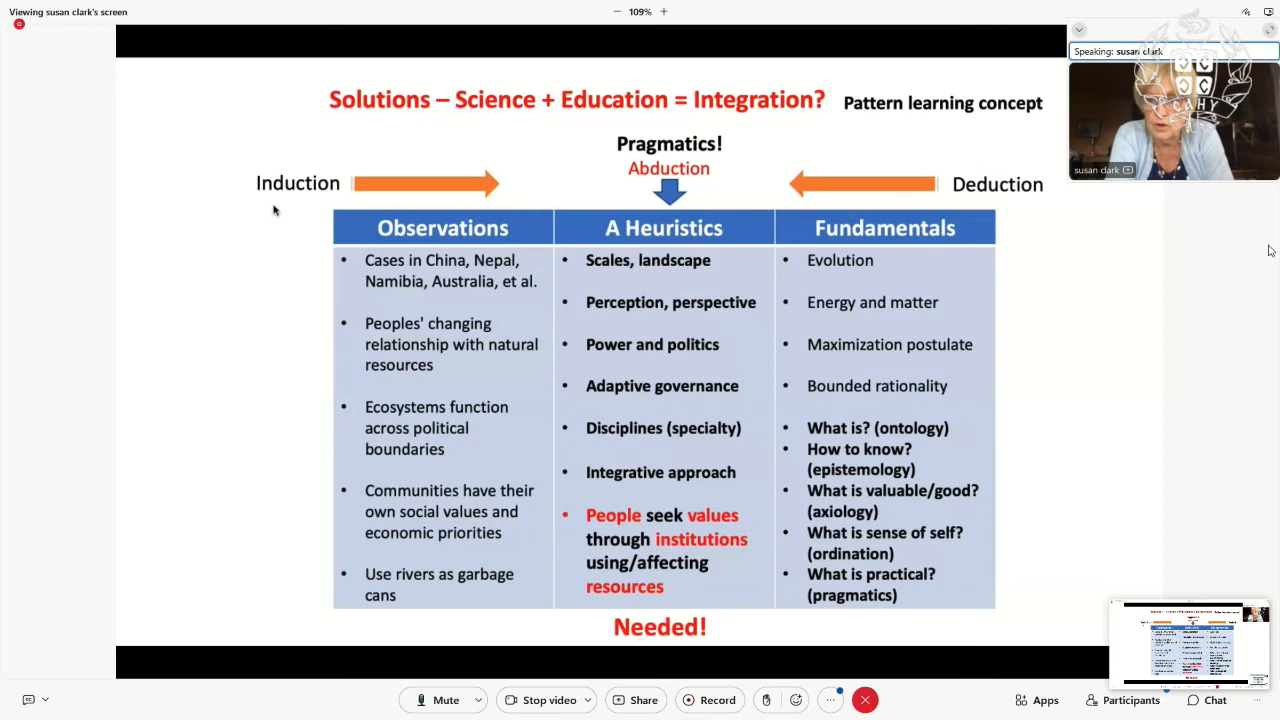 Viewing susan clark's screen
109%
Speaking: susan clark
CAHY
susan clark
Solutions – Science + Education = Integration?
Pattern learning concept
Pragmatics!
Abduction
Induction
Deduction
Observations
Cases in China, Nepal,
Namibia, Australia, et al.
Peoples' changing
relationship with natural
resources
Ecosystems function
across political
boundaries
Communities have their
own social values and
economic priorities
Use rivers as garbage
cans
A Heuristics
Scales, landscape
Perception, perspective
Power and politics
Adaptive governance
Disciplines (specialty)
Integrative approach
People seek values
through institutions
using/affecting
resources
Fundamentals
Evolution
Energy and matter
Maximization postulate
Bounded rationality
What is? (ontology)
How to know?
(epistemology)
What is valuable/good?
(axiology)
What is sense of self?
(ordination)
What is practical?
(pragmatics)
Needed!
Mute
Stop video
Share
Record
Apps
Participants
Chat